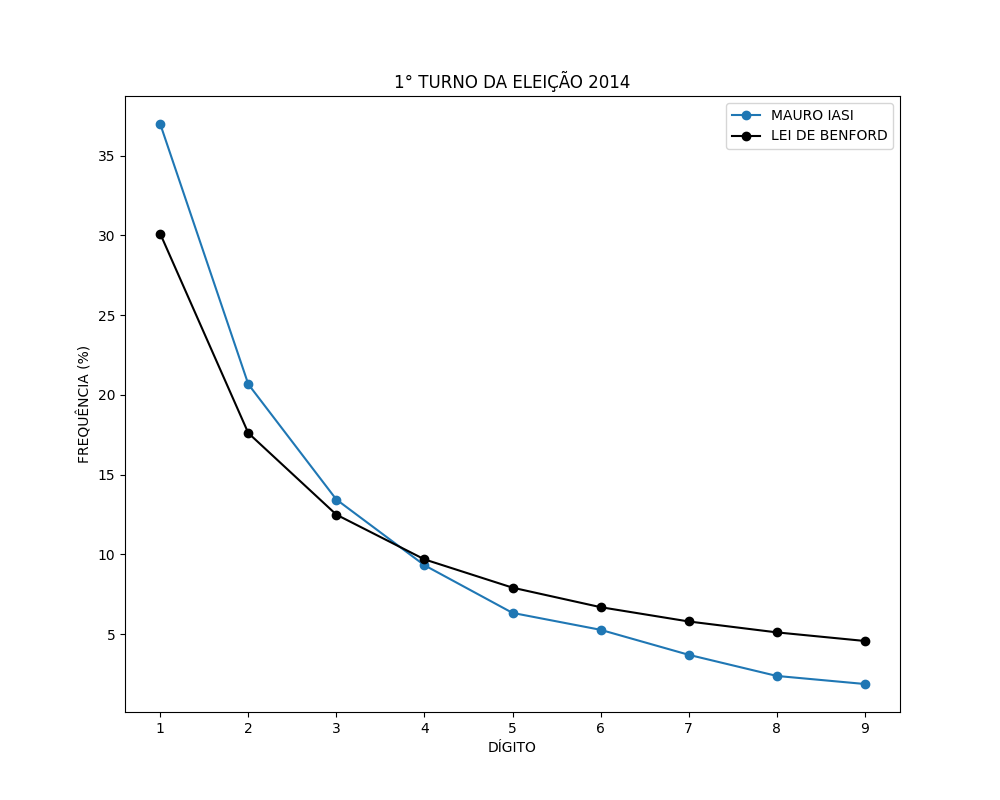 1° TURNO DA ELEIÇÃO 2014
MAURO IASI
LEI DE BENFORD
FREQUÊNCIA (%)
35
30
25
20
15
10
5
1 2 3 4 5 6 7 8 9
DÍGITO